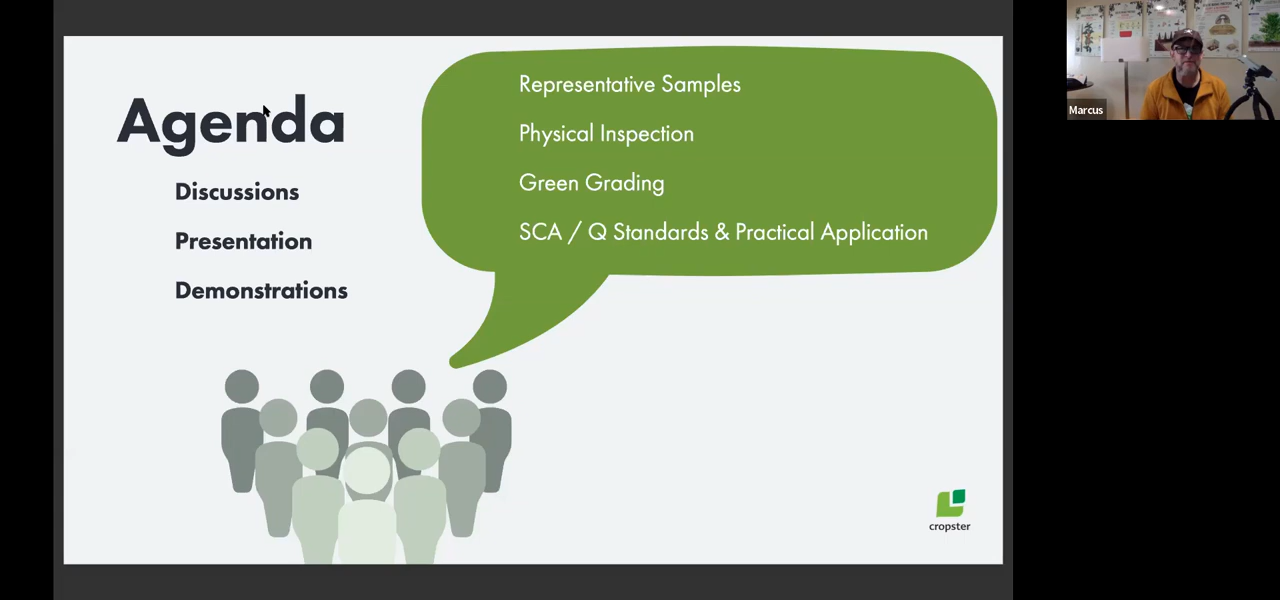 Agenda
Discussions
Presentation
Demonstrations
Representative Samples
Physical Inspection
Green Grading
SCA / Q Standards & Practical Application
cropster
Marcus